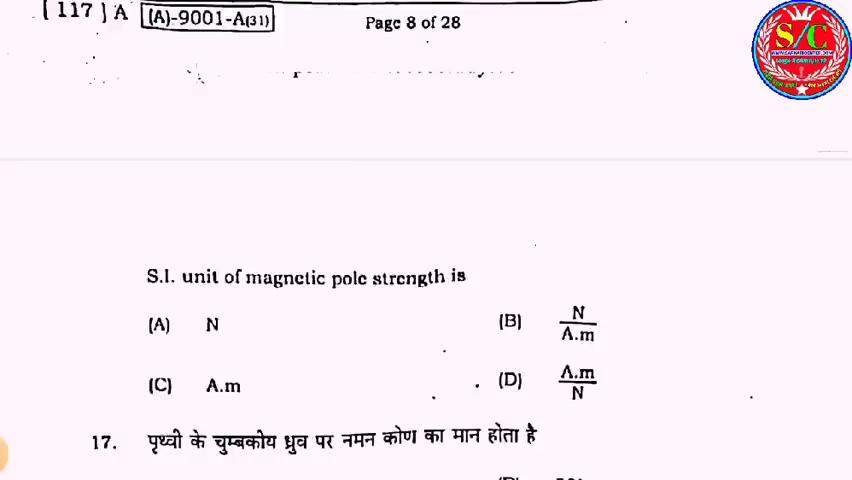 [ 117 ] A (A)-9001-A(31) Page 8 of 28
S/C
S.I. unit of magnetic pole strength is
(A) N (B) N/A.m
(C) A.m (D) A.m/N
17. पृथ्वी के चुम्बकीय ध्रुव पर नमन कोण का मान होता है